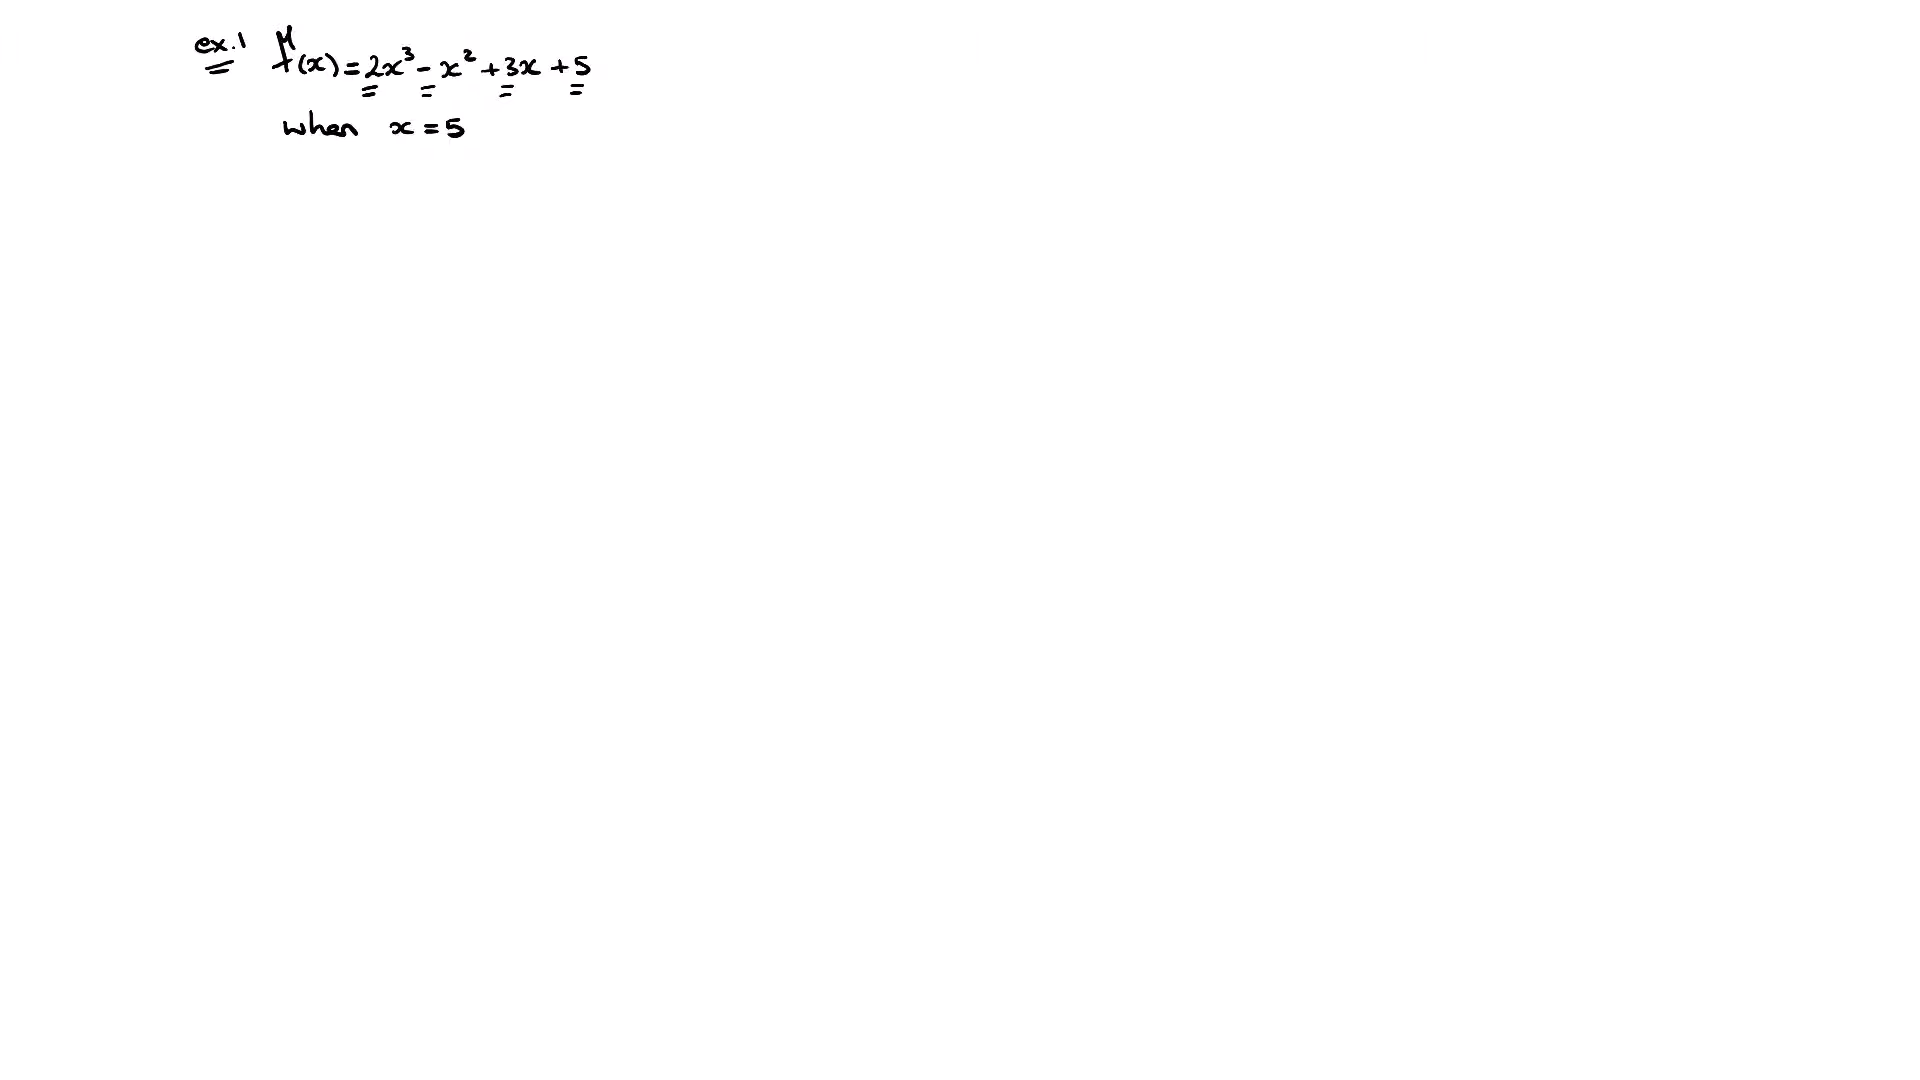 ex.1 f(x) = 2x³ - x² + 3x + 5
when x = 5